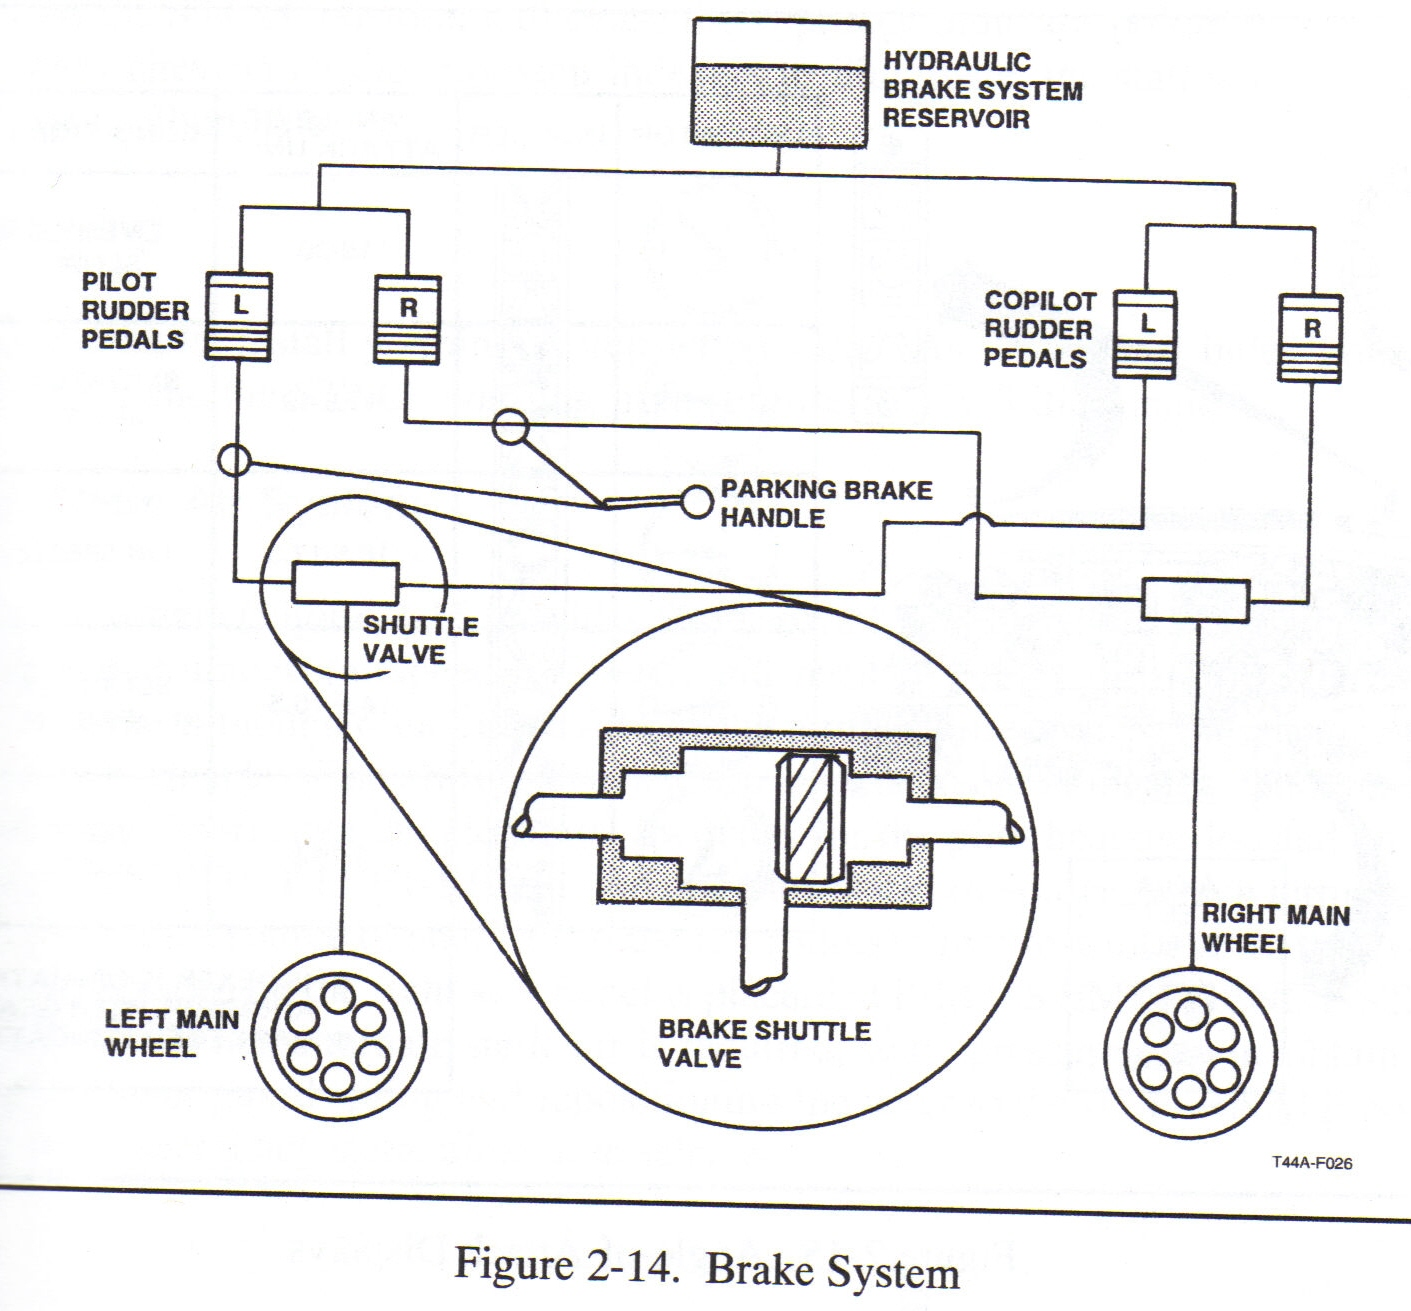 HYDRAULIC
BRAKE SYSTEM
RESERVOIR
PILOT
RUDDER
PEDALS
L
R
COPILOT
RUDDER
PEDALS
L
R
PARKING BRAKE
HANDLE
SHUTTLE
VALVE
RIGHT MAIN
WHEEL
LEFT MAIN
WHEEL
BRAKE SHUTTLE
VALVE
T44A-F026
Figure 2-14. Brake System